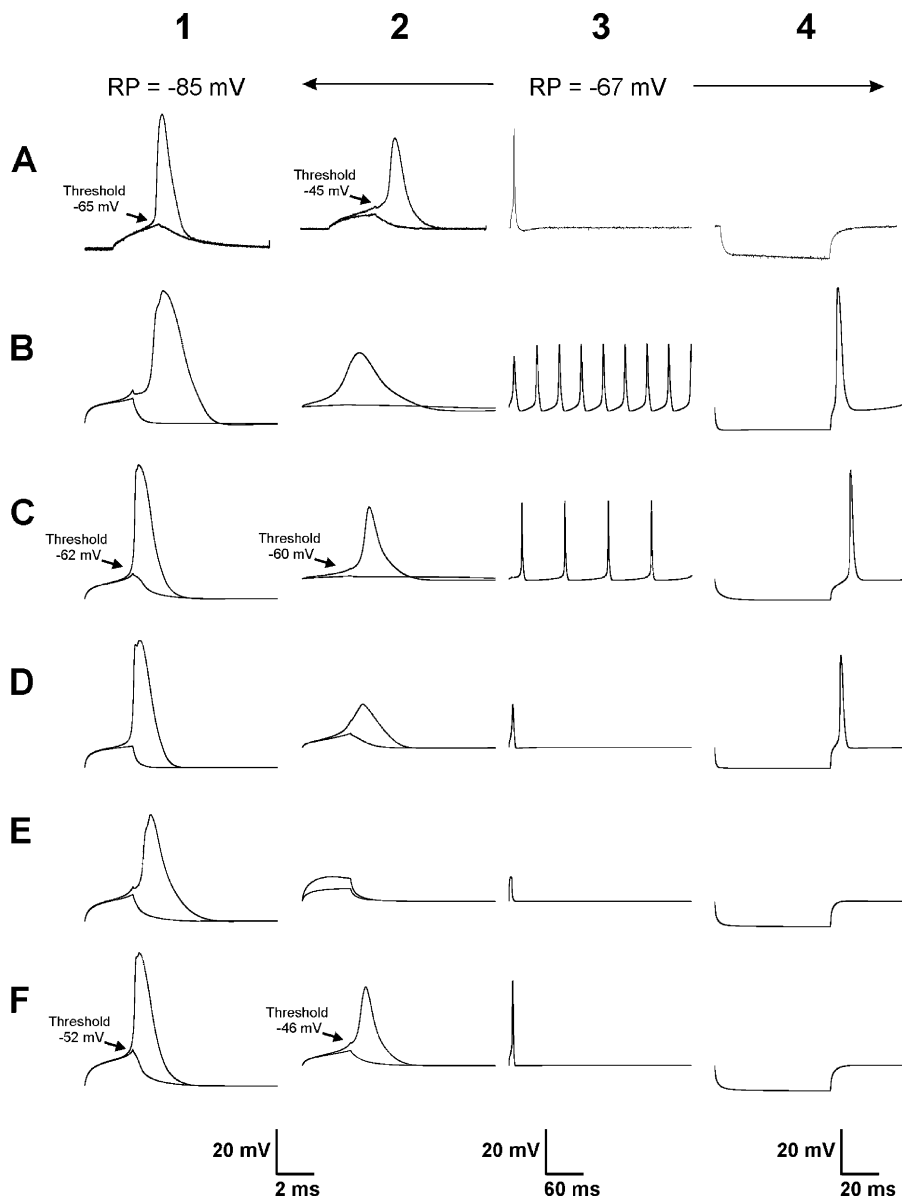 1 2 3 4
RP = -85 mV
RP = -67 mV
A
Threshold
-65 mV
Threshold
-45 mV
B
C
Threshold
-62 mV
Threshold
-60 mV
D
E
F
Threshold
-52 mV
Threshold
-46 mV
20 mV
2 ms
20 mV
60 ms
20 mV
20 ms